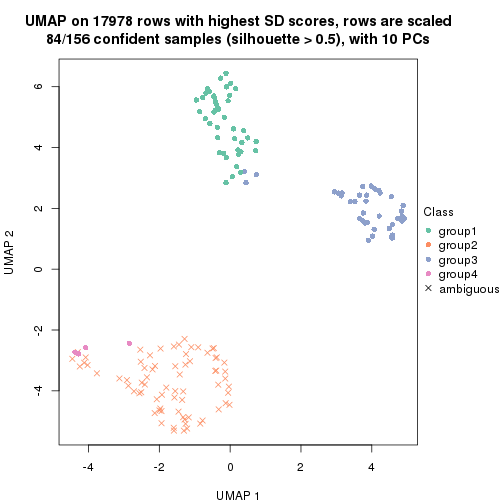 UMAP on 17978 rows with highest SD scores, rows are scaled
84/156 confident samples (silhouette > 0.5), with 10 PCs
6
4
2
0
-2
-4
UMAP 2
-4
-2
0
2
4
UMAP 1
Class
group1
group2
group3
group4
ambiguous